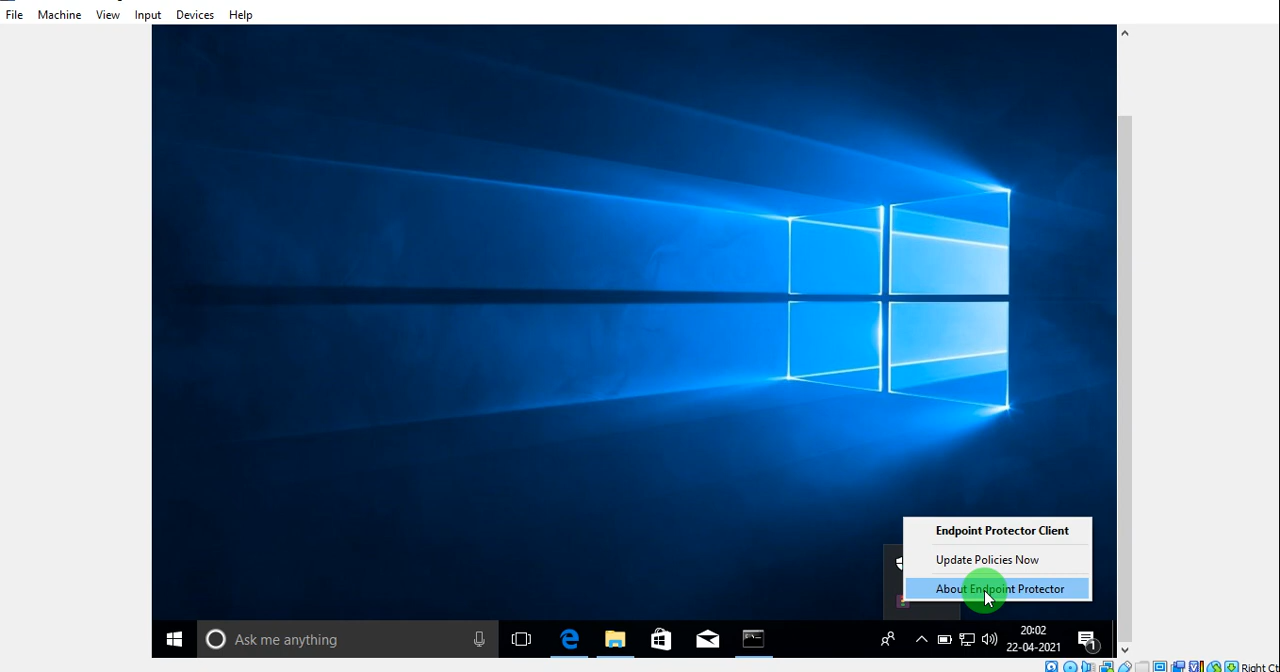 File Machine View Input Devices Help
Endpoint Protector Client
Update Policies Now
About Endpoint Protector
Ask me anything
20:02
22-04-2021
1
Right Ct